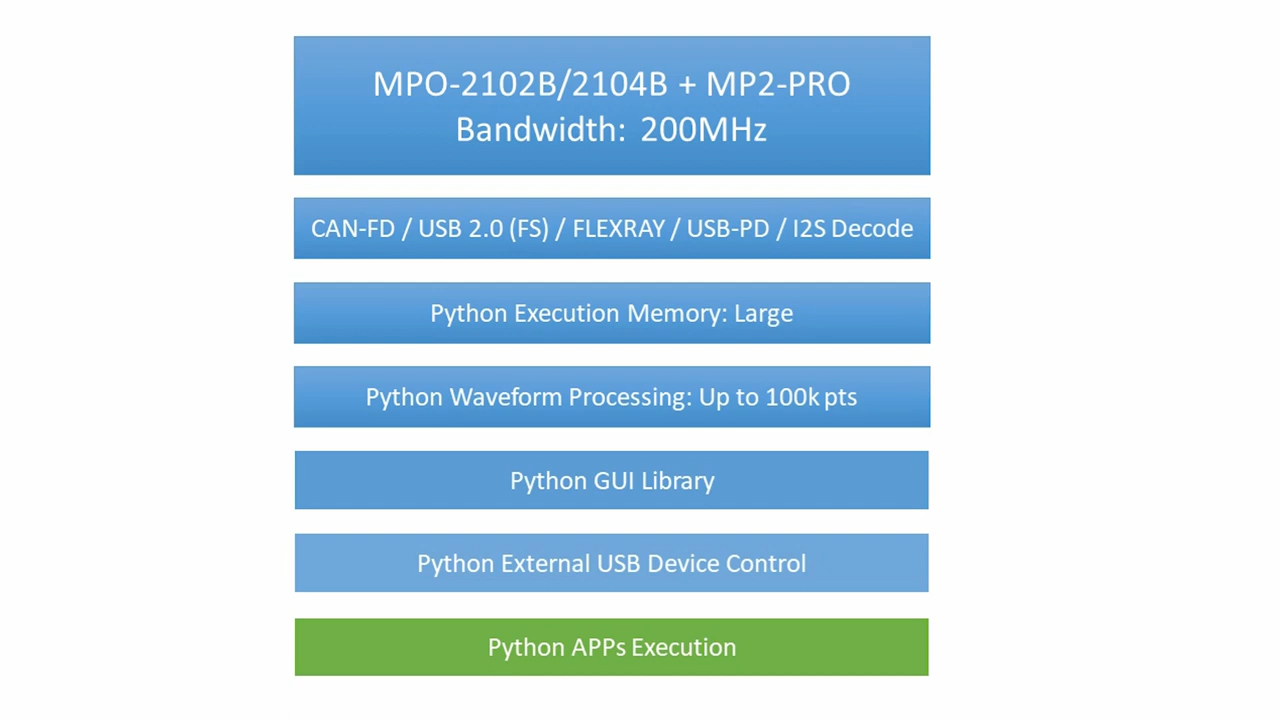 MPO-2102B/2104B + MP2-PRO
Bandwidth: 200MHz
CAN-FD / USB 2.0 (FS) / FLEXRAY / USB-PD / I2S Decode
Python Execution Memory: Large
Python Waveform Processing: Up to 100k pts
Python GUI Library
Python External USB Device Control
Python APPs Execution